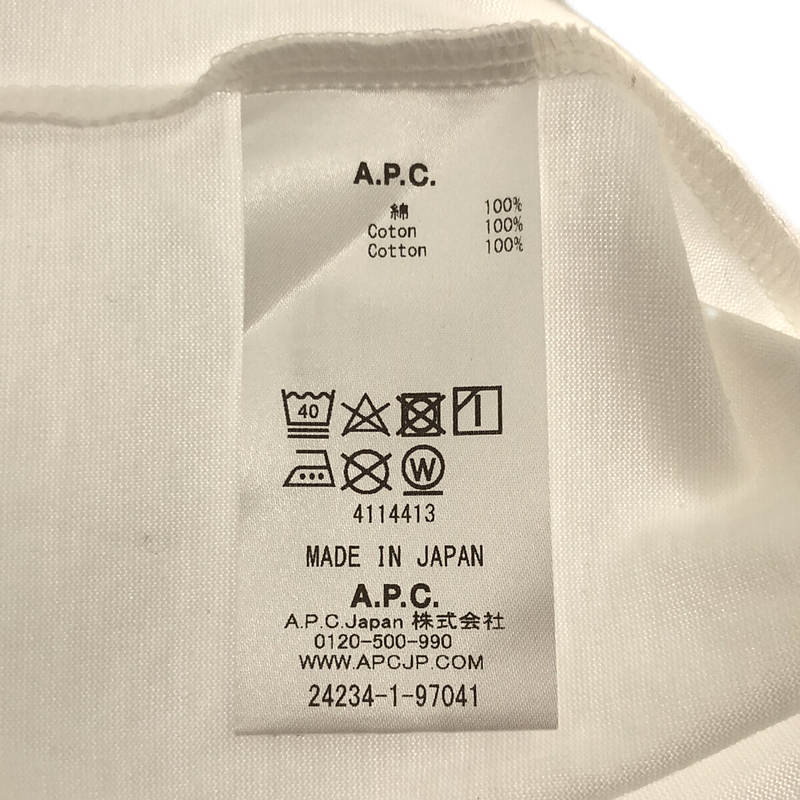 A.P.C.
綿 100%
Coton 100%
Cotton 100%
40
W
4114413
MADE IN JAPAN
A.P.C.
A.P.C.Japan 株式会社
0120-500-990
WWW.APCJP.COM
24234-1-97041